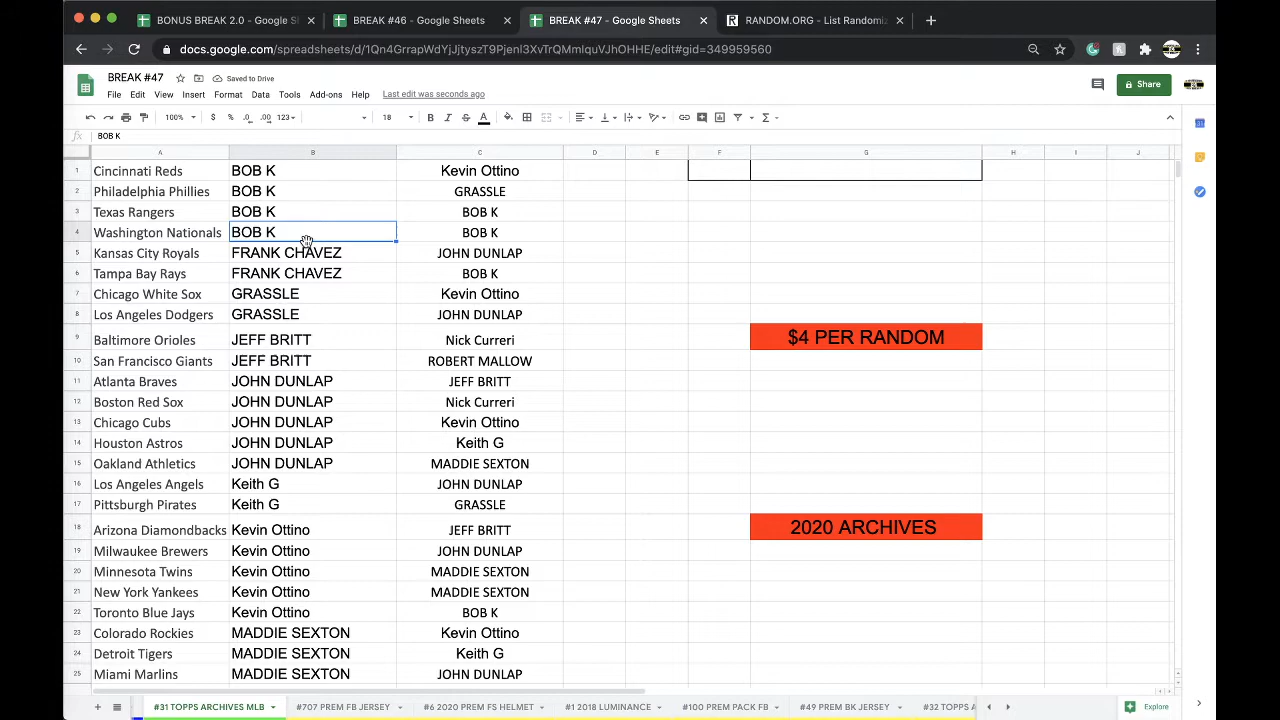 BONUS BREAK 2.0 - Google S
BREAK #46 - Google Sheets
BREAK #47 - Google Sheets
RANDOM.ORG - List Randomi
docs.google.com/spreadsheets/d/1Qn4GrrapWdYjJjtyszT9Pjenl3XvTrQMmlquVJhOHHE/edit#gid=349959560
BREAK #47
Saved to Drive
File Edit View Insert Format Data Tools Add-ons Help Last edit was seconds ago
Share
100% $ % .0 .00 123 18 B I S A
fx BOB K
A B C D E F G H I J
1 Cincinnati Reds BOB K Kevin Ottino
2 Philadelphia Phillies BOB K GRASSLE
3 Texas Rangers BOB K BOB K
4 Washington Nationals BOB K BOB K
5 Kansas City Royals FRANK CHAVEZ JOHN DUNLAP
6 Tampa Bay Rays FRANK CHAVEZ BOB K
7 Chicago White Sox GRASSLE Kevin Ottino
8 Los Angeles Dodgers GRASSLE JOHN DUNLAP
9 Baltimore Orioles JEFF BRITT Nick Curreri $4 PER RANDOM
10 San Francisco Giants JEFF BRITT ROBERT MALLOW
11 Atlanta Braves JOHN DUNLAP JEFF BRITT
12 Boston Red Sox JOHN DUNLAP Nick Curreri
13 Chicago Cubs JOHN DUNLAP Kevin Ottino
14 Houston Astros JOHN DUNLAP Keith G
15 Oakland Athletics JOHN DUNLAP MADDIE SEXTON
16 Los Angeles Angels Keith G JOHN DUNLAP
17 Pittsburgh Pirates Keith G GRASSLE
18 Arizona Diamondbacks Kevin Ottino JEFF BRITT 2020 ARCHIVES
19 Milwaukee Brewers Kevin Ottino JOHN DUNLAP
20 Minnesota Twins Kevin Ottino MADDIE SEXTON
21 New York Yankees Kevin Ottino MADDIE SEXTON
22 Toronto Blue Jays Kevin Ottino BOB K
23 Colorado Rockies MADDIE SEXTON Kevin Ottino
24 Detroit Tigers MADDIE SEXTON Keith G
25 Miami Marlins MADDIE SEXTON JOHN DUNLAP
#31 TOPPS ARCHIVES MLB #707 PREM FB JERSEY #6 2020 PREM FS HELMET #1 2018 LUMINANCE #100 PREM PACK FB #49 PREM BK JERSEY #32 TOPPS A Explore